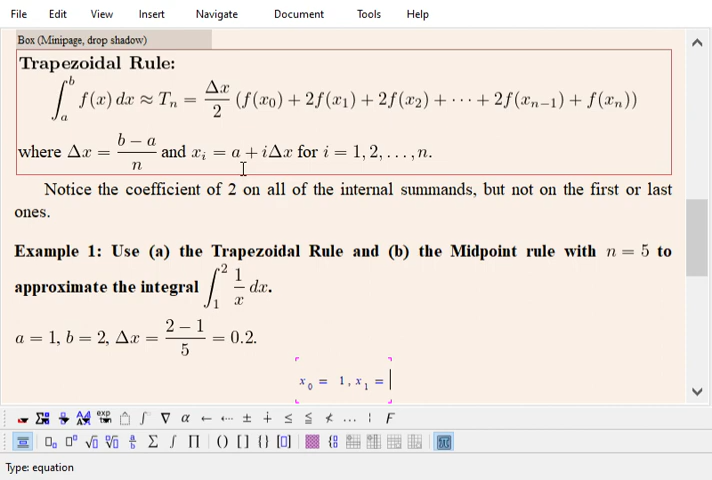 File Edit View Insert Navigate Document Tools Help
Box (Minipage, drop shadow)
Trapezoidal Rule:
∫_a^b f(x) dx ≈ T_n = Δx/2 (f(x_0) + 2f(x_1) + 2f(x_2) + ··· + 2f(x_{n−1}) + f(x_n))
where Δx = (b − a)/n and x_i = a + iΔx for i = 1, 2, . . . , n.
Notice the coefficient of 2 on all of the internal summands, but not on the first or last
ones.
Example 1: Use (a) the Trapezoidal Rule and (b) the Midpoint rule with n = 5 to
approximate the integral ∫_1^2 1/x dx.
a = 1, b = 2, Δx = (2 − 1)/5 = 0.2.
x_0 = 1, x_1 =
Type: equation